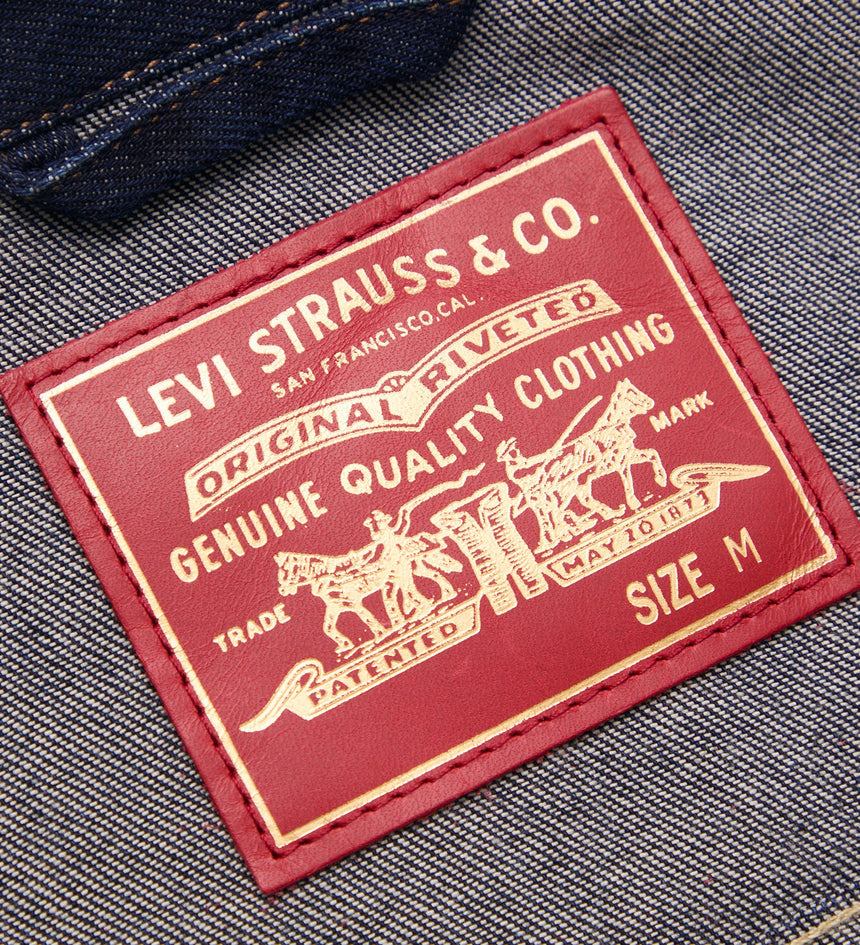 LEVI STRAUSS & CO.
SAN FRANCISCO, CAL.
ORIGINAL RIVETED
GENUINE QUALITY CLOTHING
TRADE MARK
PATENTED MAY 20 1873
SIZE M